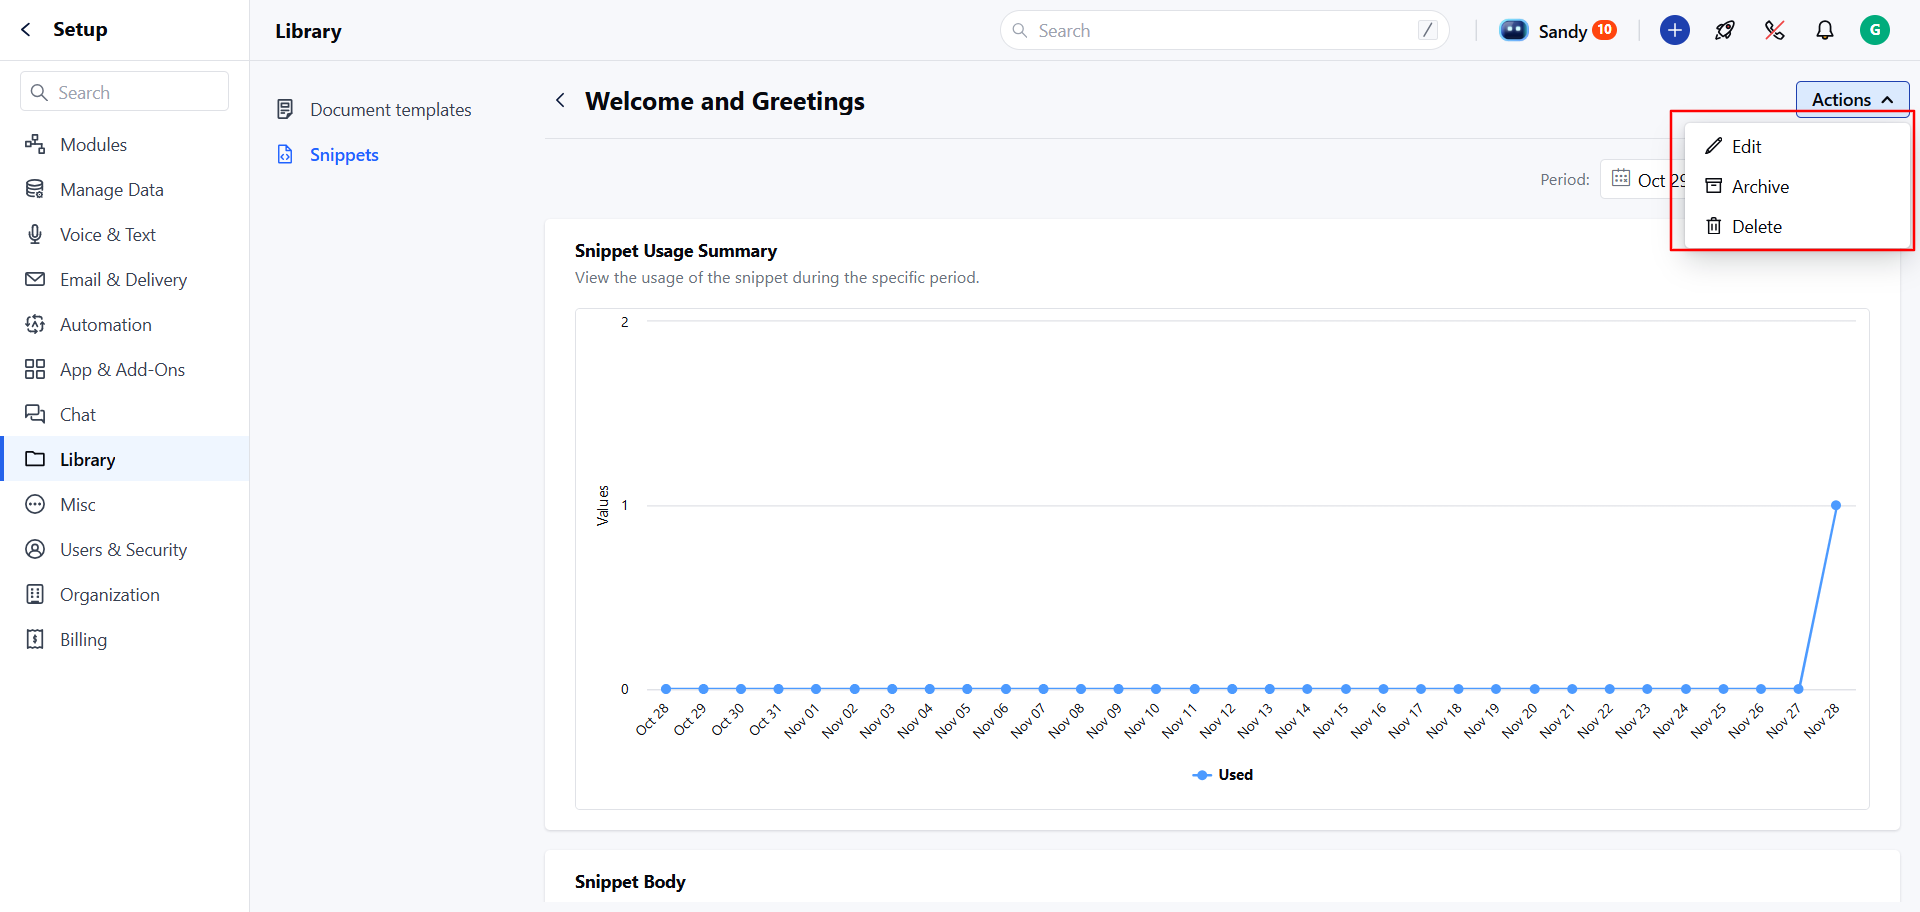 Setup
Library
Search
/
Sandy
10
G
Search
Modules
Manage Data
Voice & Text
Email & Delivery
Automation
App & Add-Ons
Chat
Library
Misc
Users & Security
Organization
Billing
Document templates
Snippets
Welcome and Greetings
Actions
Edit
Archive
Delete
Period:
Oct 29
Snippet Usage Summary
View the usage of the snippet during the specific period.
2
1
0
Values
Oct 28
Oct 29
Oct 30
Oct 31
Nov 01
Nov 02
Nov 03
Nov 04
Nov 05
Nov 06
Nov 07
Nov 08
Nov 09
Nov 10
Nov 11
Nov 12
Nov 13
Nov 14
Nov 15
Nov 16
Nov 17
Nov 18
Nov 19
Nov 20
Nov 21
Nov 22
Nov 23
Nov 24
Nov 25
Nov 26
Nov 27
Nov 28
Used
Snippet Body